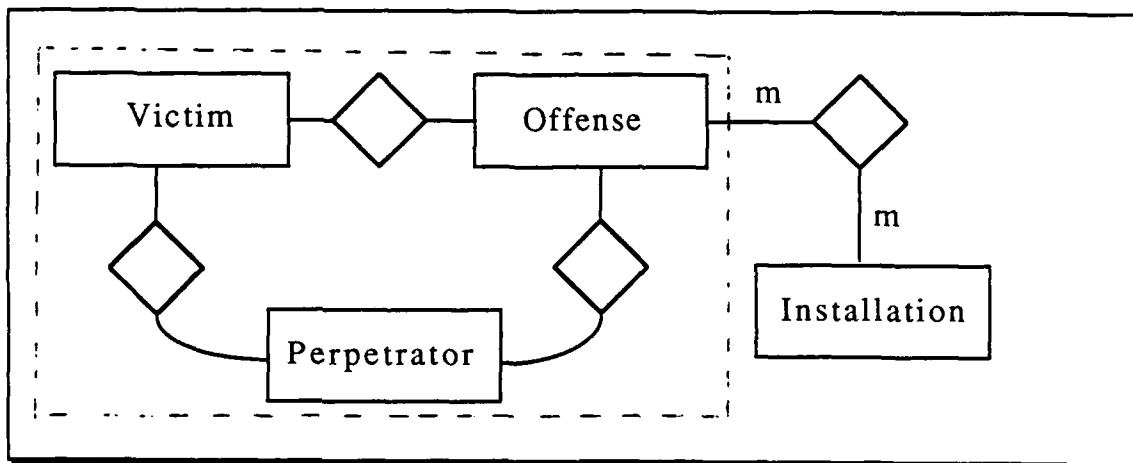 Victim
Offense
m
m
Installation
Perpetrator